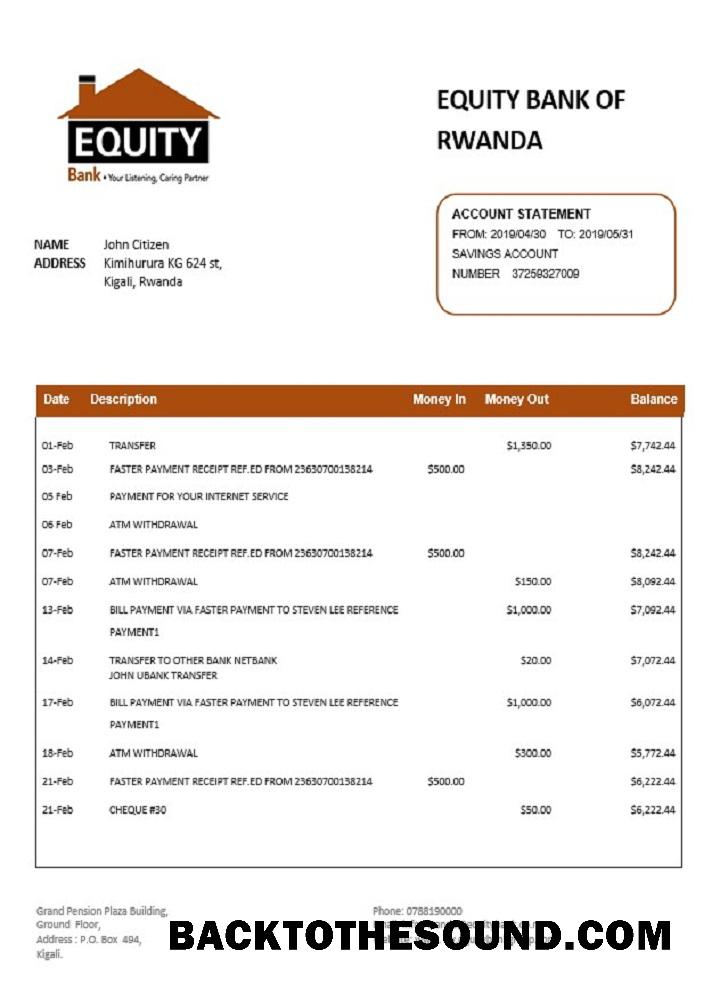 EQUITY
Bank • Your Listening, Caring Partner
EQUITY BANK OF
RWANDA
ACCOUNT STATEMENT
FROM: 2019/04/30 TO: 2019/05/31
SAVINGS ACCOUNT
NUMBER 37259327009
NAME John Citizen
ADDRESS Kimihurura KG 624 st,
Kigali, Rwanda
Date Description Money In Money Out Balance
01-Feb TRANSFER $1,350.00 $7,742.44
03-Feb FASTER PAYMENT RECEIPT REF.ED FROM 23630700138214 $500.00 $8,242.44
05 Feb PAYMENT FOR YOUR INTERNET SERVICE
06 Feb ATM WITHDRAWAL
07-Feb FASTER PAYMENT RECEIPT REF.ED FROM 23630700138214 $500.00 $8,242.44
07-Feb ATM WITHDRAWAL $150.00 $8,092.44
13-Feb BILL PAYMENT VIA FASTER PAYMENT TO STEVEN LEE REFERENCE $1,000.00 $7,092.44
PAYMENT1
14-Feb TRANSFER TO OTHER BANK NETBANK $20.00 $7,072.44
JOHN UBANK TRANSFER
17-Feb BILL PAYMENT VIA FASTER PAYMENT TO STEVEN LEE REFERENCE $1,000.00 $6,072.44
PAYMENT1
18-Feb ATM WITHDRAWAL $300.00 $5,772.44
21-Feb FASTER PAYMENT RECEIPT REF.ED FROM 23630700138214 $500.00 $6,222.44
21-Feb CHEQUE #30 $50.00 $6,222.44
Grand Pension Plaza Building,
Ground Floor,
Address : P.O. Box 494,
Kigali.
Phone: 0788190000
BACKTOTHESOUND.COM